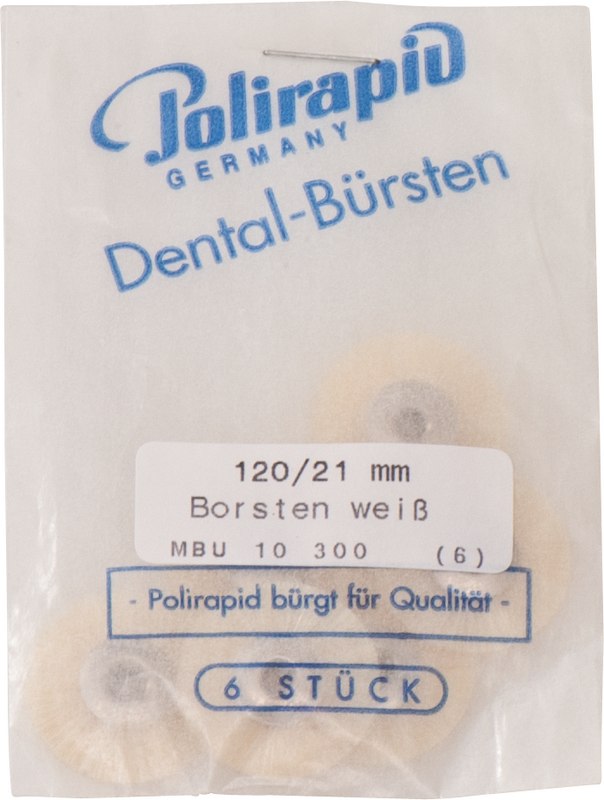 Polirapid
GERMANY
Dental-Bürsten
120/21 mm
Borsten weiß
MBU 10 300 (6)
- Polirapid bürgt für Qualität -
6 STÜCK